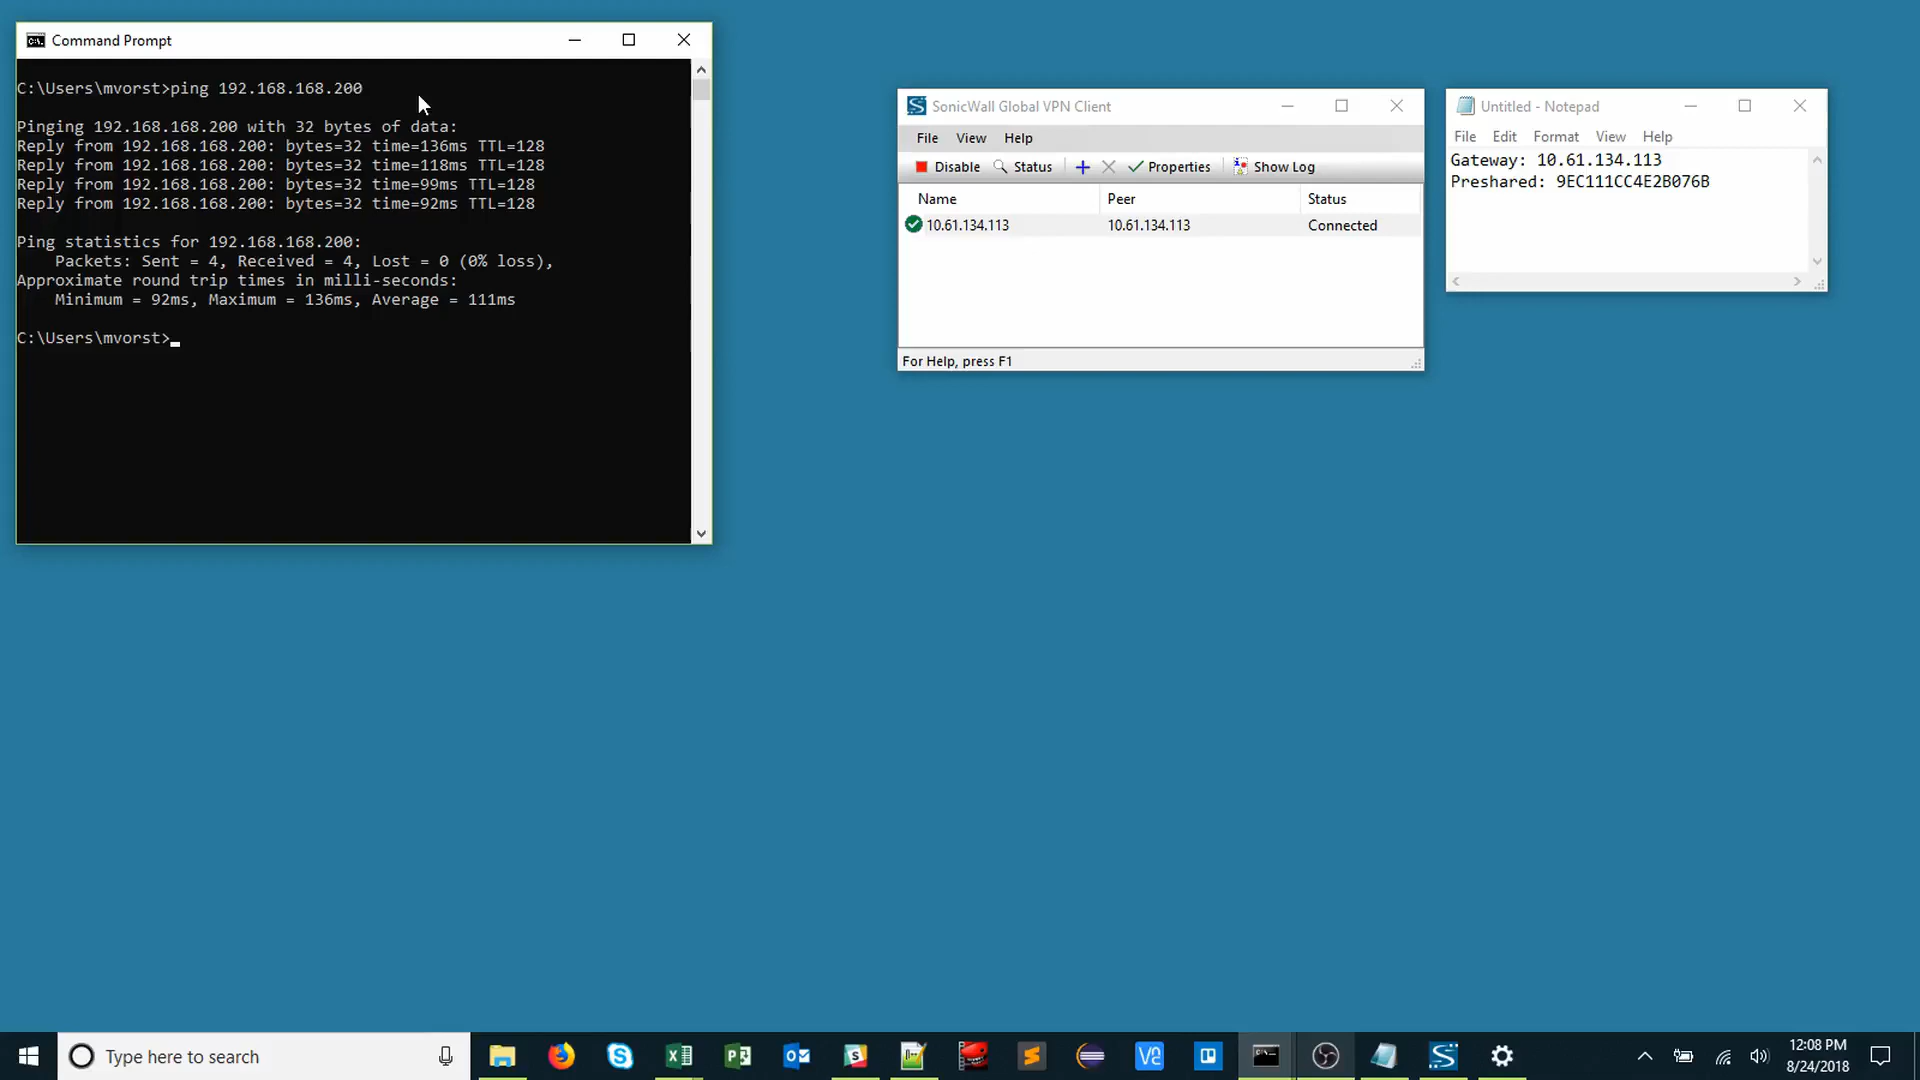 Command Prompt
C:\Users\mvorst>ping 192.168.168.200
Pinging 192.168.168.200 with 32 bytes of data:
Reply from 192.168.168.200: bytes=32 time=136ms TTL=128
Reply from 192.168.168.200: bytes=32 time=118ms TTL=128
Reply from 192.168.168.200: bytes=32 time=99ms TTL=128
Reply from 192.168.168.200: bytes=32 time=92ms TTL=128
Ping statistics for 192.168.168.200:
Packets: Sent = 4, Received = 4, Lost = 0 (0% loss),
Approximate round trip times in milli-seconds:
Minimum = 92ms, Maximum = 136ms, Average = 111ms
C:\Users\mvorst>
SonicWall Global VPN Client
File View Help
Disable Status Properties Show Log
Name Peer Status
10.61.134.113 10.61.134.113 Connected
For Help, press F1
Untitled - Notepad
File Edit Format View Help
Gateway: 10.61.134.113
Preshared: 9EC111CC4E2B076B
Type here to search
12:08 PM
8/24/2018